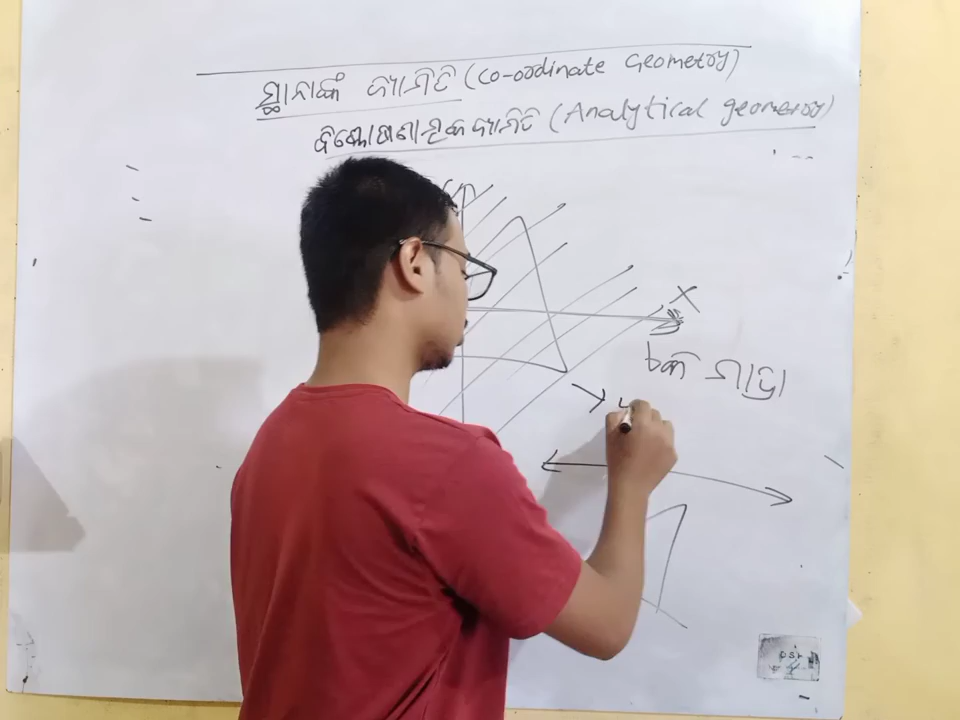 ସ୍ଥାନାଙ୍କ ଜ୍ୟାମିତି (Co-ordinate Geometry)
ବିଶ୍ଳେଷଣାତ୍ମକ ଜ୍ୟାମିତି (Analytical geometry)
X